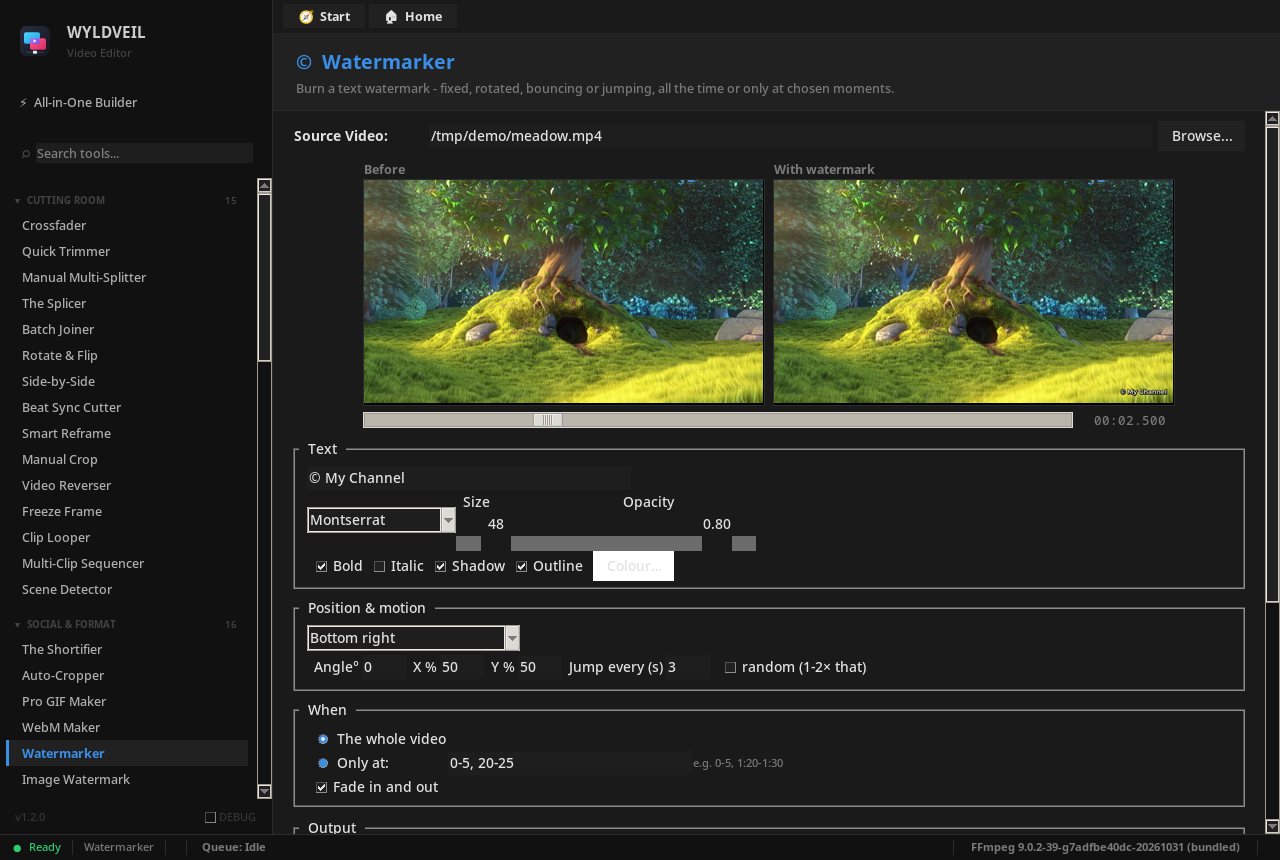 WYLDVEIL
Video Editor
⚡ All-in-One Builder
Search tools...
CUTTING ROOM 15
Crossfader
Quick Trimmer
Manual Multi-Splitter
The Splicer
Batch Joiner
Rotate & Flip
Side-by-Side
Beat Sync Cutter
Smart Reframe
Manual Crop
Video Reverser
Freeze Frame
Clip Looper
Multi-Clip Sequencer
Scene Detector
SOCIAL & FORMAT 16
The Shortifier
Auto-Cropper
Pro GIF Maker
WebM Maker
Watermarker
Image Watermark
v1.2.0 DEBUG
Start Home
© Watermarker
Burn a text watermark - fixed, rotated, bouncing or jumping, all the time or only at chosen moments.
Source Video: /tmp/demo/meadow.mp4 Browse...
Before With watermark
© My Channel
00:02.500
Text
© My Channel
Size Opacity
Montserrat 48 0.80
Bold Italic Shadow Outline Colour...
Position & motion
Bottom right
Angle° 0 X % 50 Y % 50 Jump every (s) 3 random (1-2× that)
When
The whole video
Only at: 0-5, 20-25 e.g. 0-5, 1:20-1:30
Fade in and out
Output
Ready Watermarker Queue: Idle FFmpeg 9.0.2-39-g7adfbe40dc-20261031 (bundled)